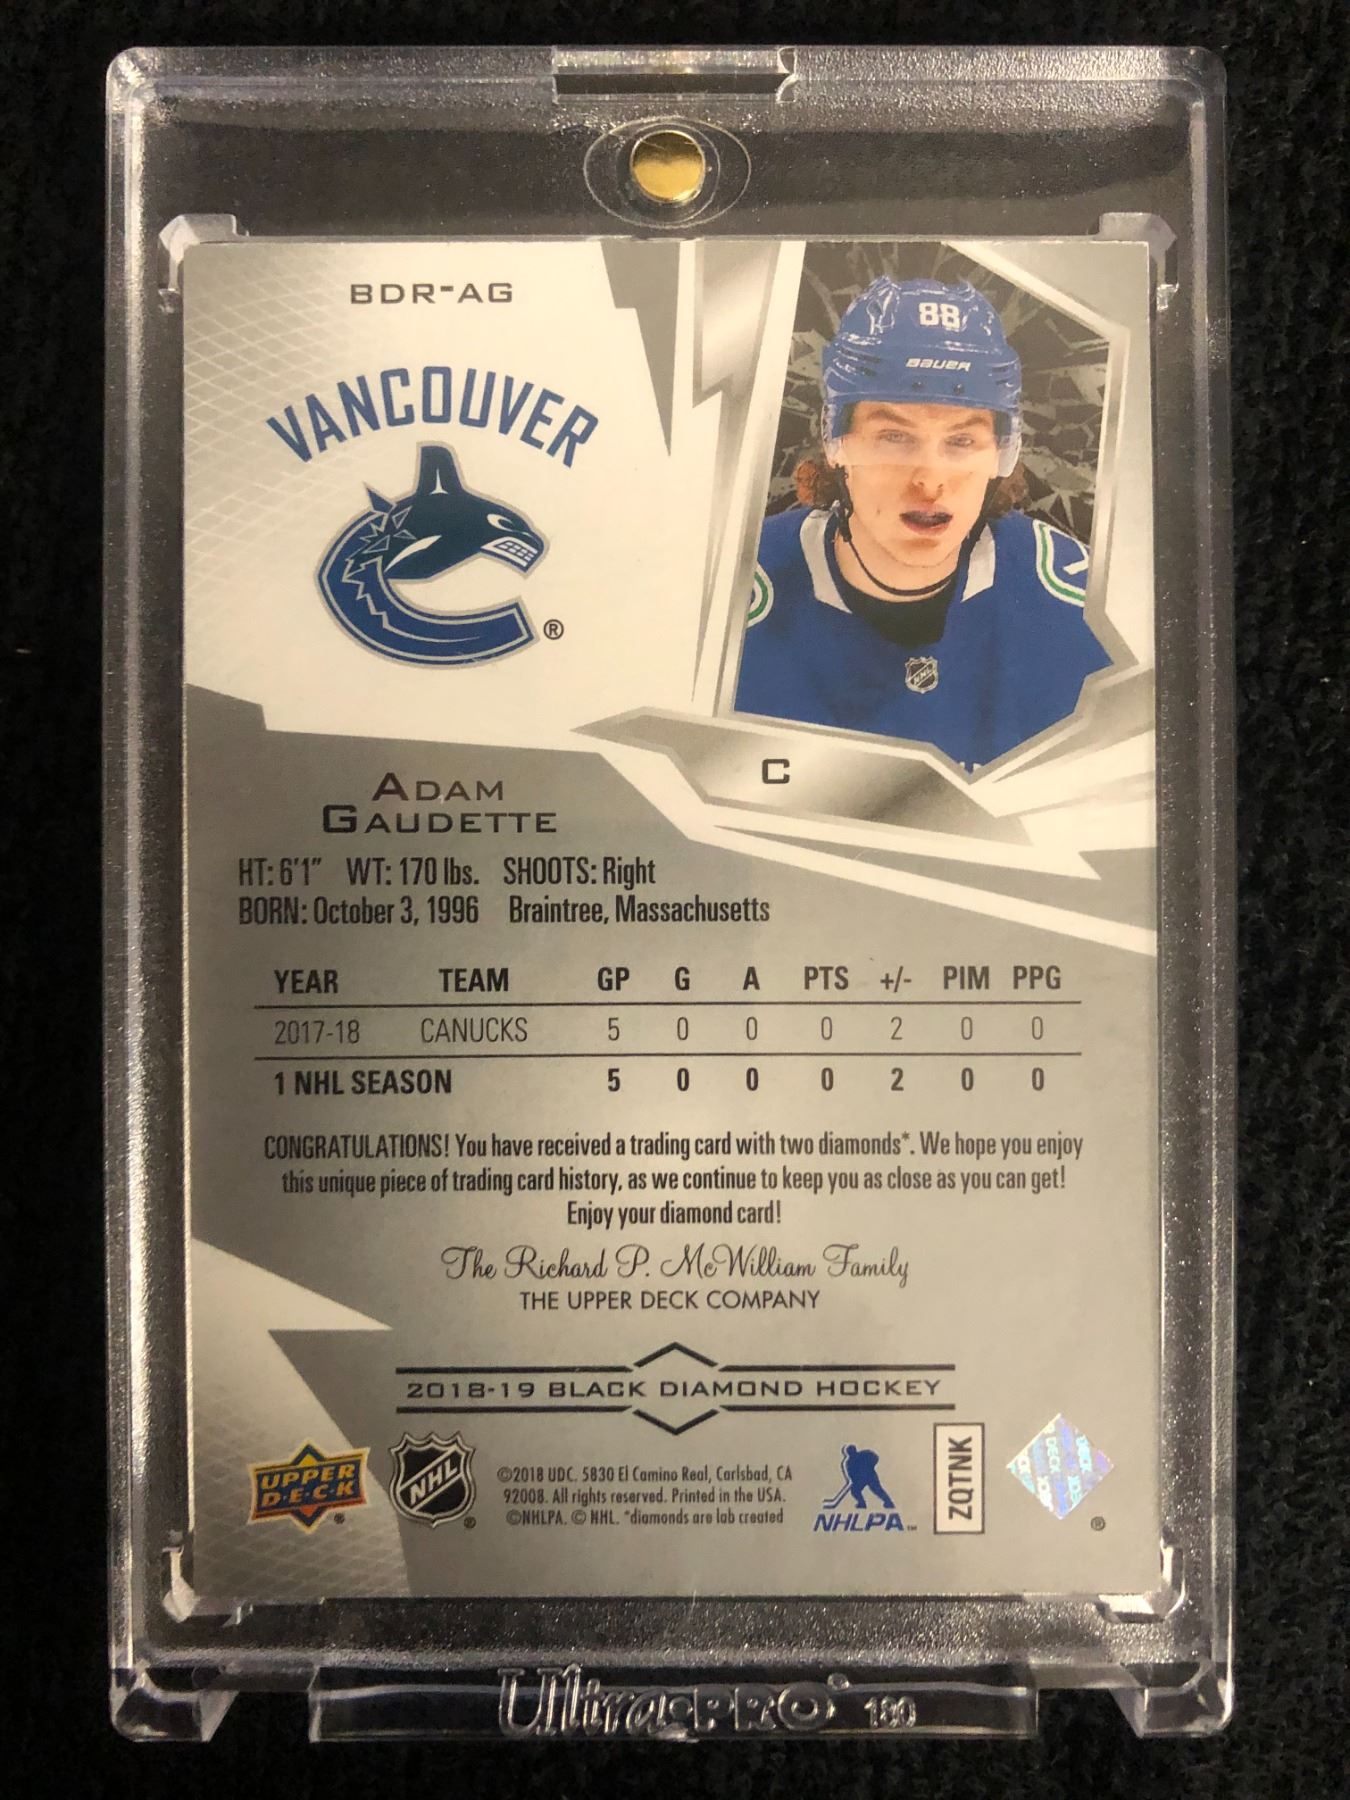 BDR-AG
88
BAUER
VANCOUVER
®
NHL
C
ADAM
GAUDETTE
HT: 6'1" WT: 170 lbs. SHOOTS: Right
BORN: October 3, 1996 Braintree, Massachusetts
YEAR TEAM GP G A PTS +/- PIM PPG
2017-18 CANUCKS 5 0 0 0 2 0 0
1 NHL SEASON 5 0 0 0 2 0 0
CONGRATULATIONS! You have received a trading card with two diamonds*. We hope you enjoy
this unique piece of trading card history, as we continue to keep you as close as you can get!
Enjoy your diamond card!
The Richard P. McWilliam Family
THE UPPER DECK COMPANY
2018-19 BLACK DIAMOND HOCKEY
UPPER
D·E·C·K
®
NHL
®
©2018 UDC. 5830 El Camino Real, Carlsbad, CA
92008. All rights reserved. Printed in the USA.
©NHLPA. © NHL. *diamonds are lab created
NHLPA™
ZQTNK
®
Ultra·PRO® 180